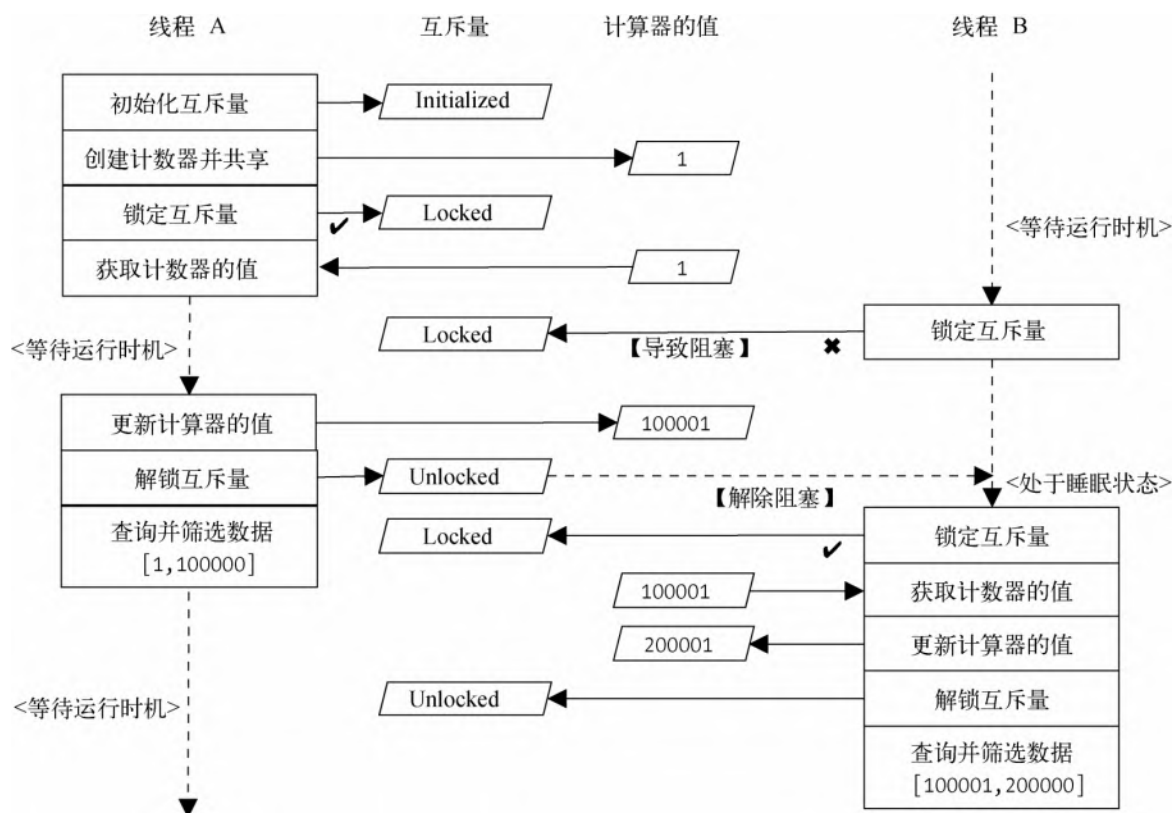 线程 A
互斥量
计算器的值
线程 B
初始化互斥量
Initialized
创建计数器并共享
1
锁定互斥量
✔
Locked
<等待运行时机>
获取计数器的值
1
Locked
【导致阻塞】
✖
锁定互斥量
<等待运行时机>
更新计算器的值
100001
解锁互斥量
Unlocked
【解除阻塞】
<处于睡眠状态>
查询并筛选数据
[1,100000]
Locked
✔
锁定互斥量
100001
获取计数器的值
200001
更新计算器的值
<等待运行时机>
Unlocked
解锁互斥量
查询并筛选数据
[100001,200000]